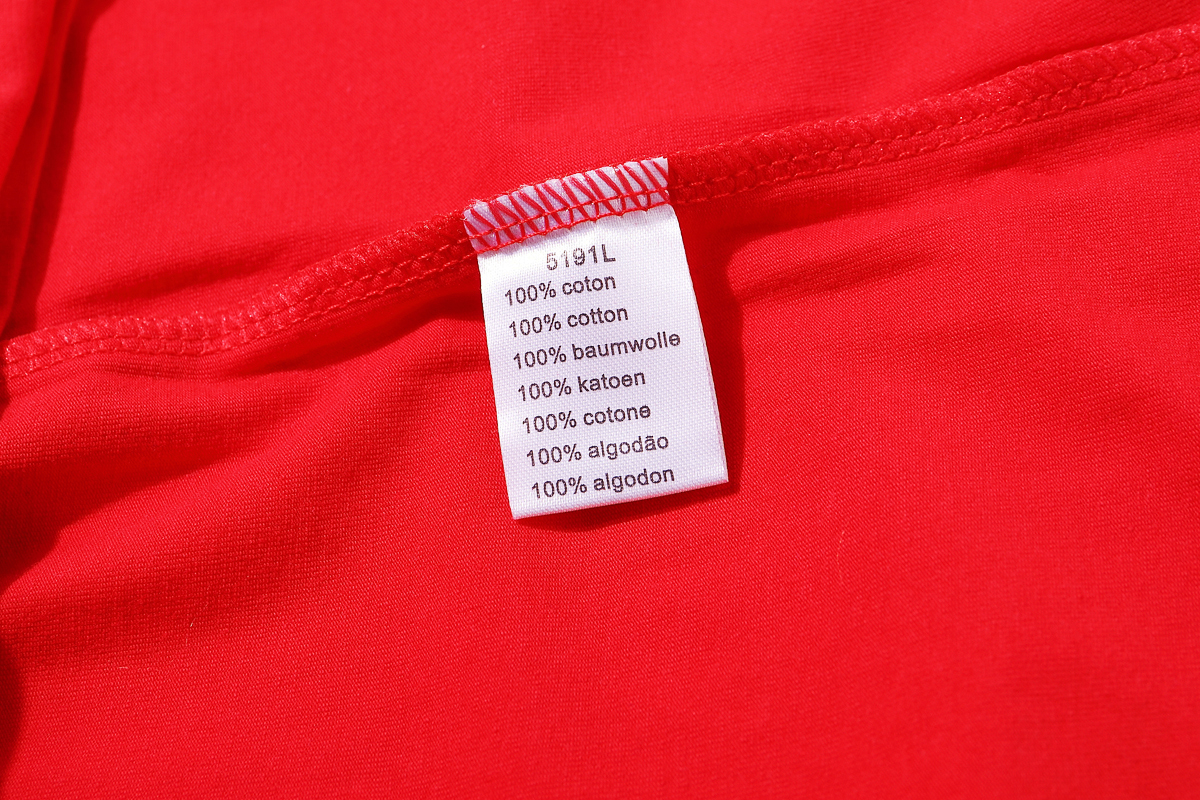 5191L
100% coton
100% cotton
100% baumwolle
100% katoen
100% cotone
100% algodão
100% algodon